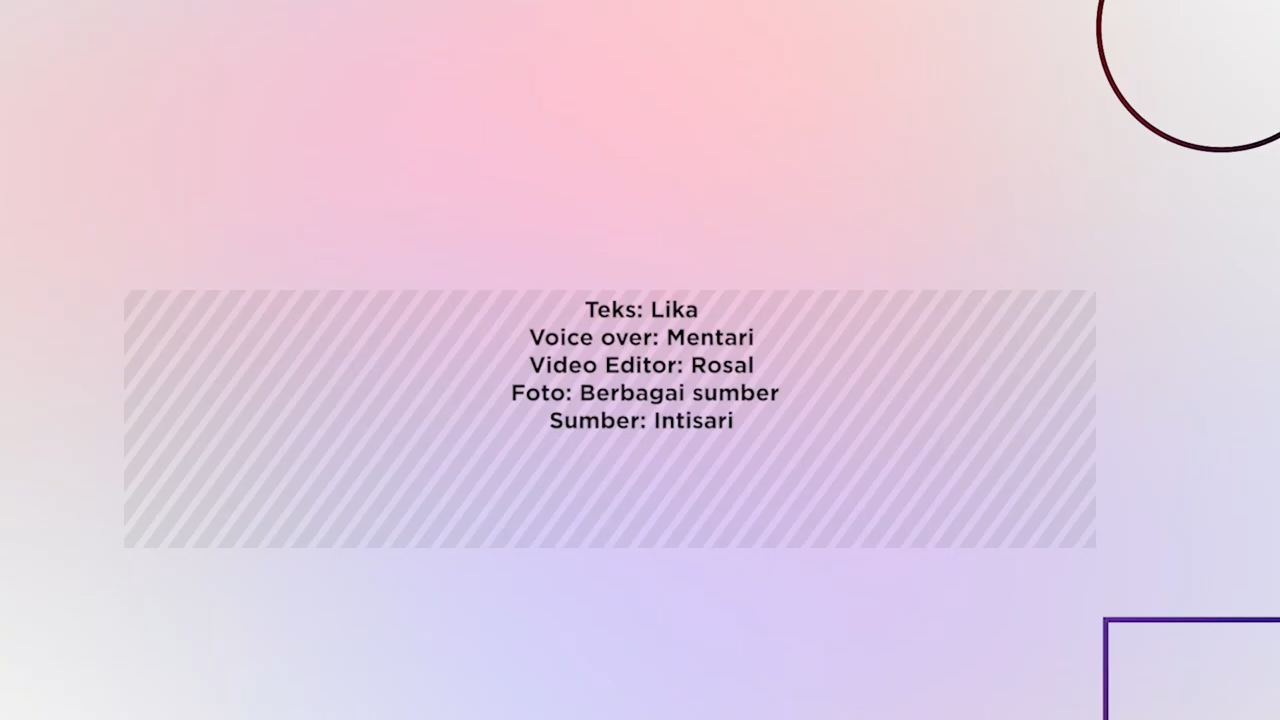 Teks: Lika
Voice over: Mentari
Video Editor: Rosal
Foto: Berbagai sumber
Sumber: Intisari